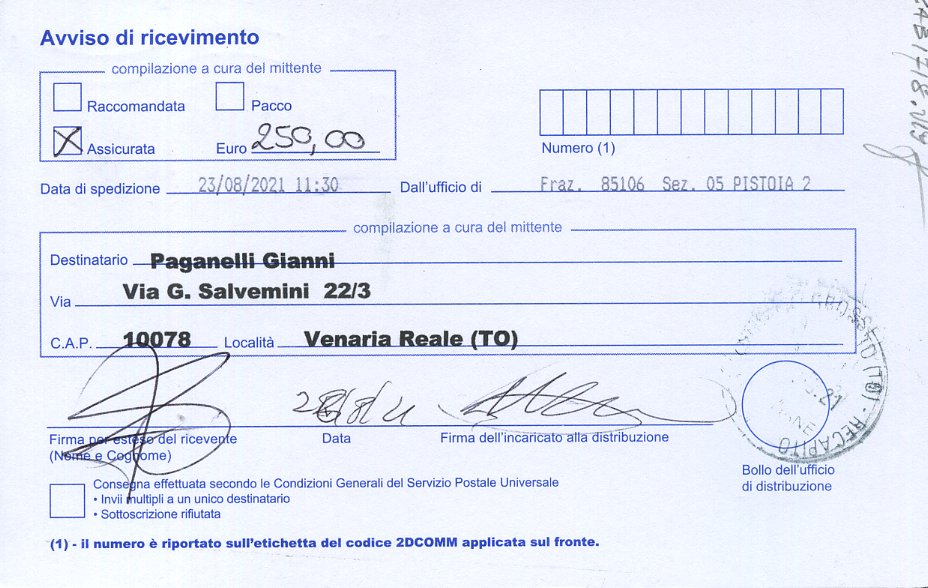 Avviso di ricevimento
compilazione a cura del mittente
Raccomandata Pacco
X Assicurata Euro 250,00
Numero (1)
Data di spedizione 23/08/2021 11:30 Dall'ufficio di Fraz. 85106 Sez. 05 PISTOIA 2
compilazione a cura del mittente
Destinatario Paganelli Gianni
Via Via G. Salvemini 22/3
C.A.P. 10078 Località Venaria Reale (TO)
GROSSETO (TO) - RECAPITO
Firma per esteso del ricevente Data Firma dell'incaricato alla distribuzione
(Nome e Cognome)
Bollo dell'ufficio
di distribuzione
Consegna effettuata secondo le Condizioni Generali del Servizio Postale Universale
• Invii multipli a un unico destinatario
• Sottoscrizione rifiutata
(1) - il numero è riportato sull'etichetta del codice 2DCOMM applicata sul fronte.